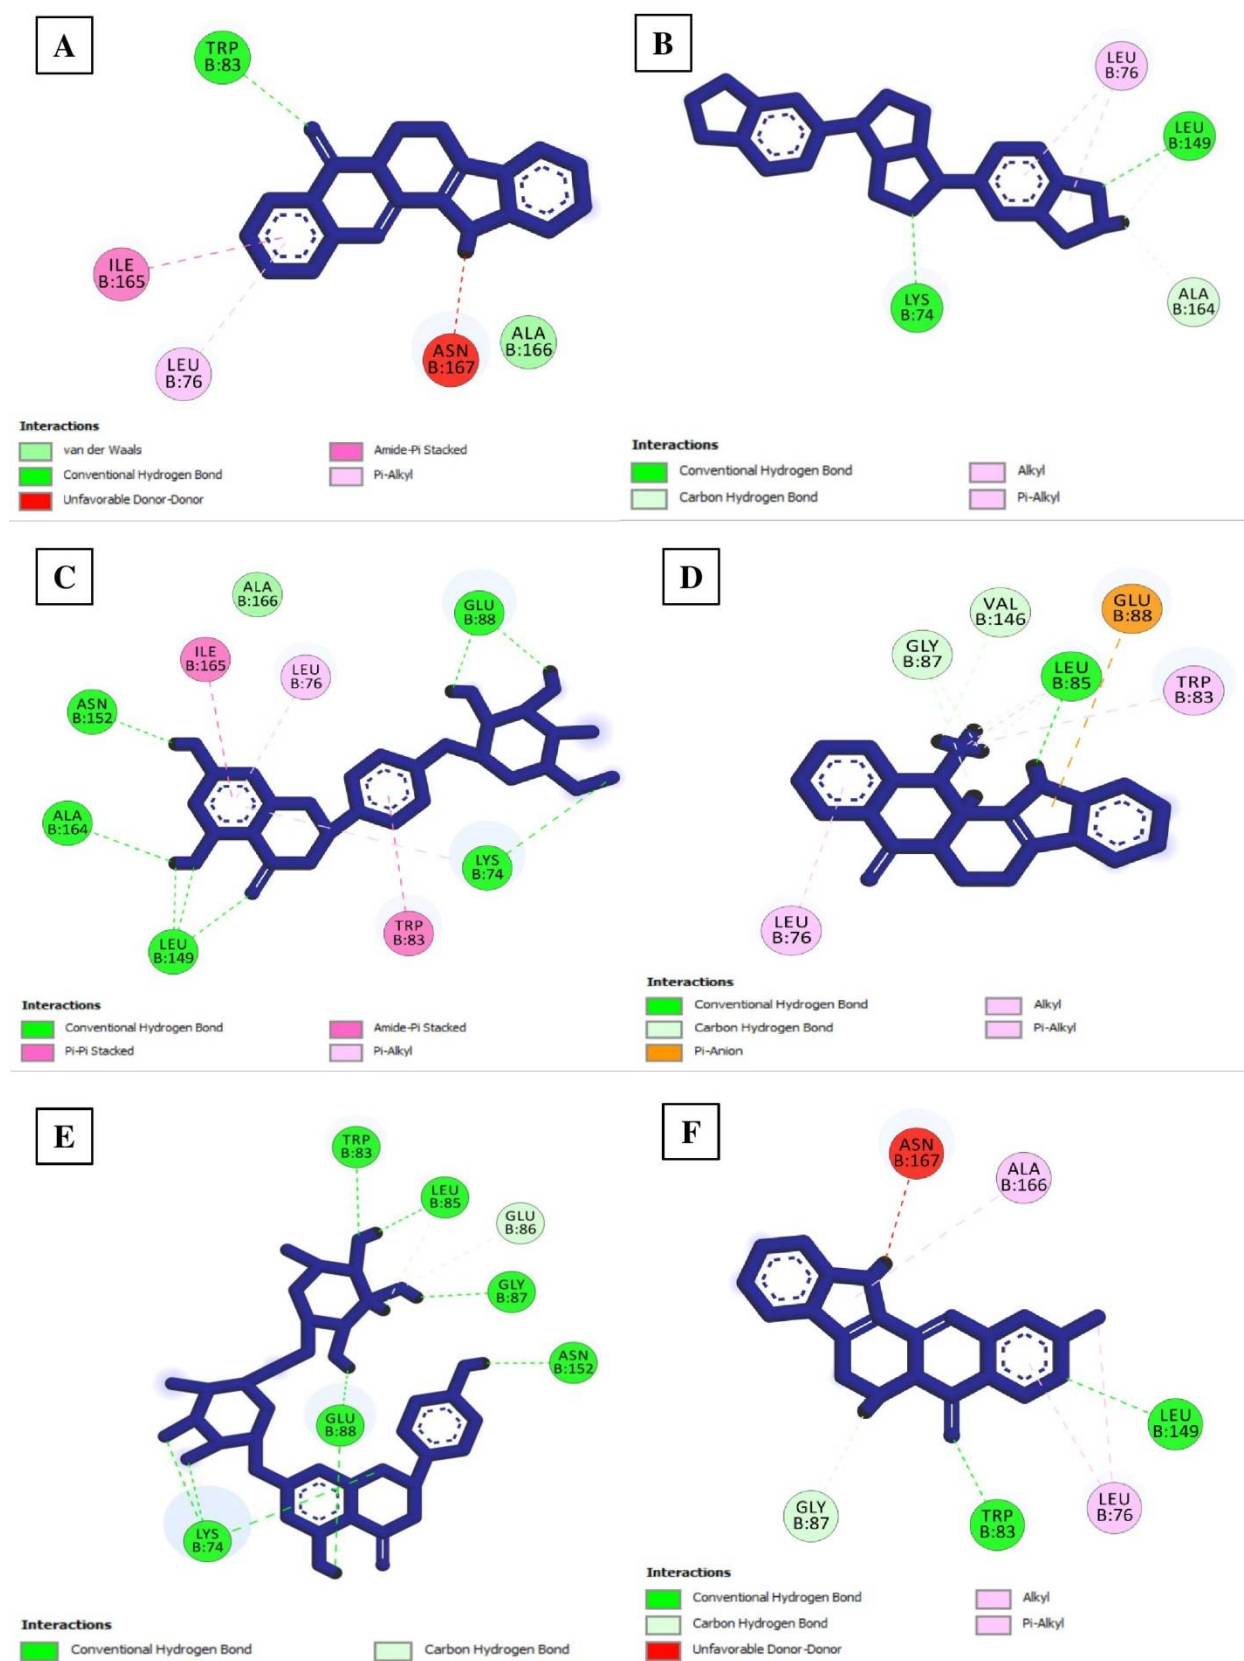 A
TRP
B:83
ILE
B:165
LEU
B:76
ASN
B:167
ALA
B:166
Interactions
van der Waals
Conventional Hydrogen Bond
Unfavorable Donor-Donor
Amide-Pi Stacked
Pi-Alkyl
B
LEU
B:76
LEU
B:149
LYS
B:74
ALA
B:164
Interactions
Conventional Hydrogen Bond
Carbon Hydrogen Bond
Alkyl
Pi-Alkyl
C
ALA
B:166
GLU
B:88
ILE
B:165
LEU
B:76
ASN
B:152
ALA
B:164
LYS
B:74
TRP
B:83
LEU
B:149
Interactions
Conventional Hydrogen Bond
Pi-Pi Stacked
Amide-Pi Stacked
Pi-Alkyl
D
VAL
B:146
GLU
B:88
GLY
B:87
LEU
B:85
TRP
B:83
LEU
B:76
Interactions
Conventional Hydrogen Bond
Carbon Hydrogen Bond
Pi-Anion
Alkyl
Pi-Alkyl
E
TRP
B:83
LEU
B:85
GLU
B:86
GLY
B:87
ASN
B:152
GLU
B:88
LYS
B:74
Interactions
Conventional Hydrogen Bond
Carbon Hydrogen Bond
F
ASN
B:167
ALA
B:166
LEU
B:149
GLY
B:87
TRP
B:83
LEU
B:76
Interactions
Conventional Hydrogen Bond
Carbon Hydrogen Bond
Unfavorable Donor-Donor
Alkyl
Pi-Alkyl